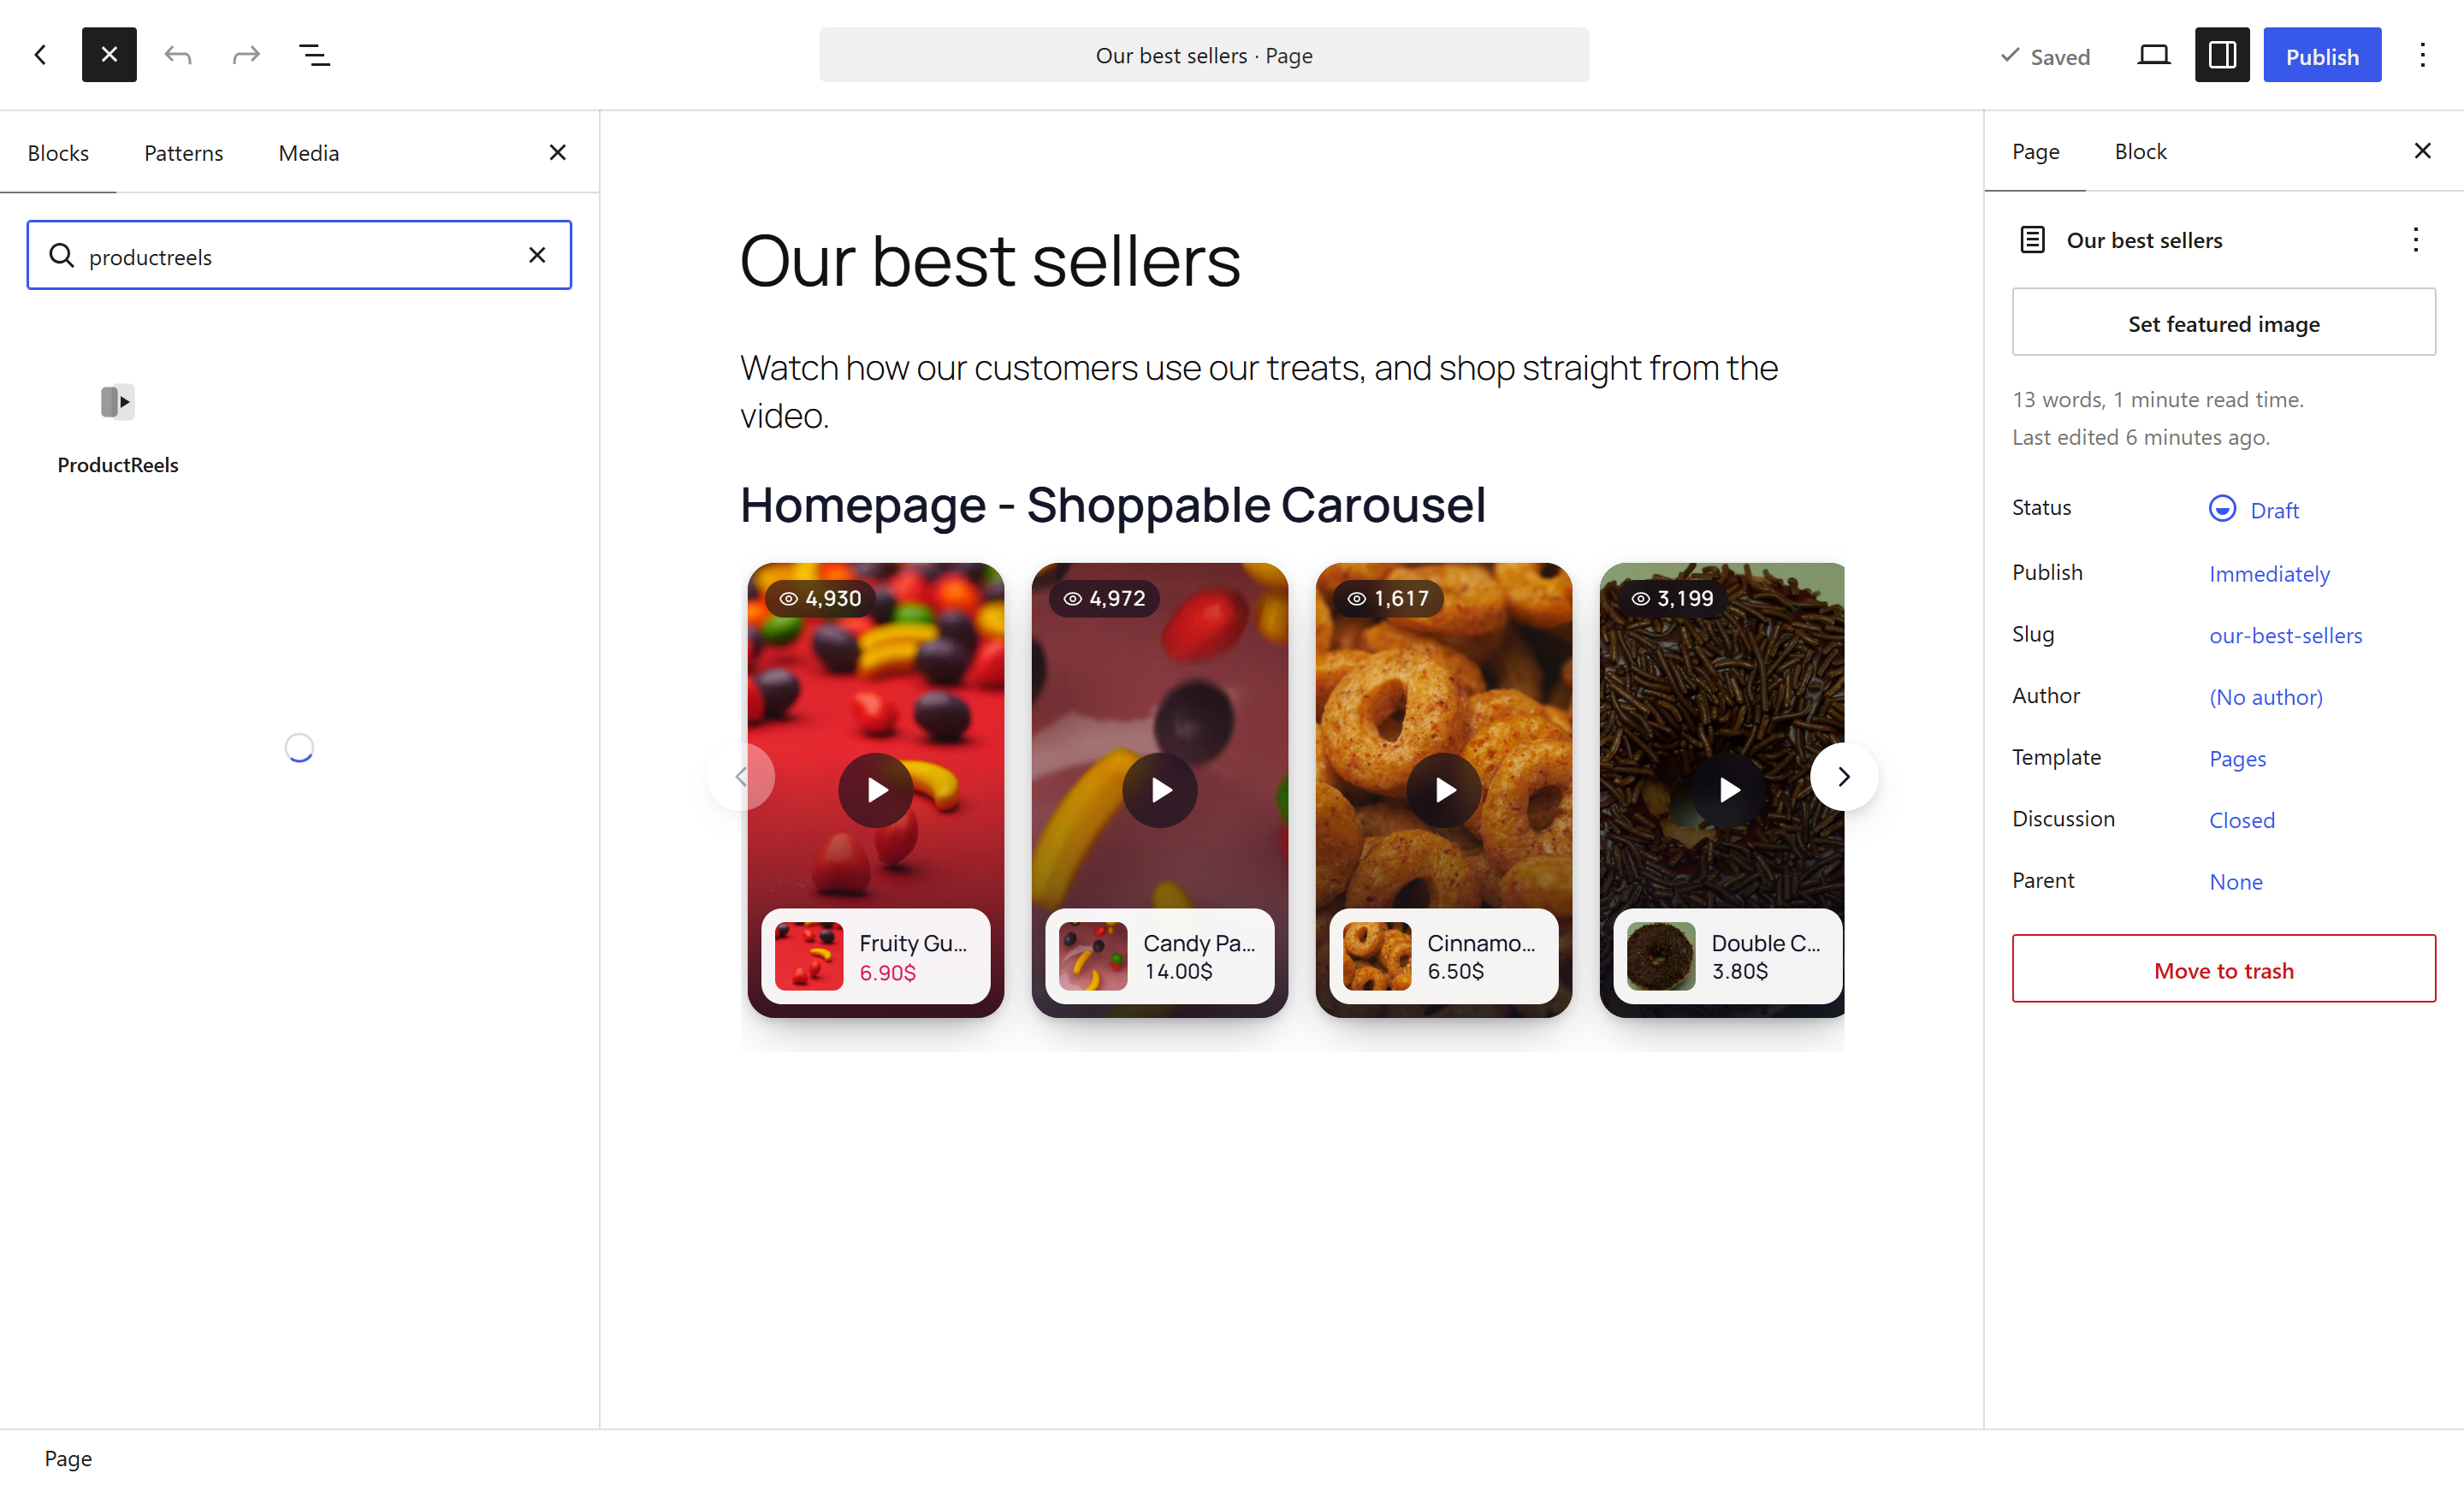 Our best sellers · Page
Saved
Publish
Blocks
Patterns
Media
productreels
ProductReels
Our best sellers
Watch how our customers use our treats, and shop straight from the
video.
Homepage - Shoppable Carousel
4,930
4,972
1,617
3,199
Fruity Gu...
6.90$
Candy Pa...
14.00$
Cinnamo...
6.50$
Double C...
3.80$
Page
Block
Our best sellers
Set featured image
13 words, 1 minute read time.
Last edited 6 minutes ago.
Status
Draft
Publish
Immediately
Slug
our-best-sellers
Author
(No author)
Template
Pages
Discussion
Closed
Parent
None
Move to trash
Page